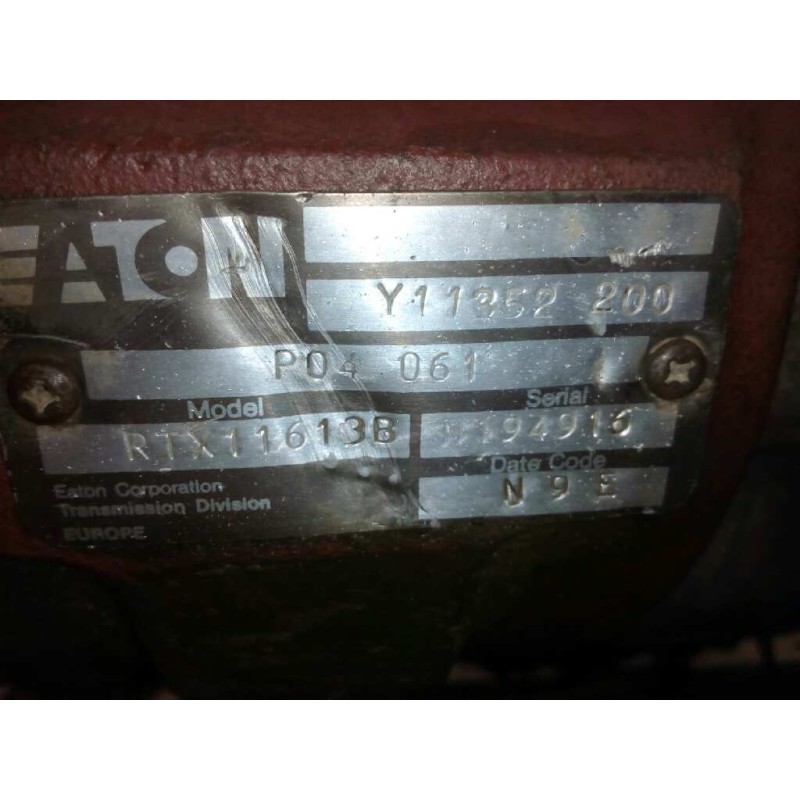 EATON
Y11352 200
P04 061
Model Serial
RTX11613B
Date Code
N9E
Eaton Corporation
Transmission Division
EUROPE